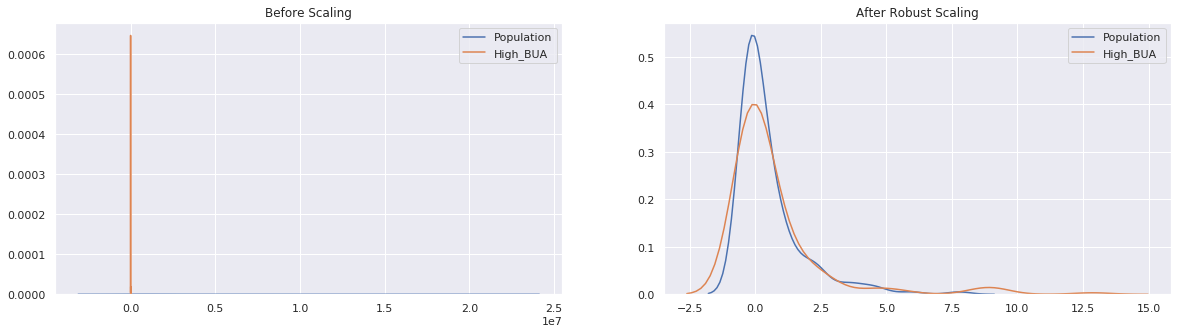 Before Scaling
Population
High_BUA
0.0006
0.0005
0.0004
0.0003
0.0002
0.0001
0.0000
0.0 0.5 1.0 1.5 2.0 2.5
1e7
After Robust Scaling
Population
High_BUA
0.5
0.4
0.3
0.2
0.1
0.0
−2.5 0.0 2.5 5.0 7.5 10.0 12.5 15.0